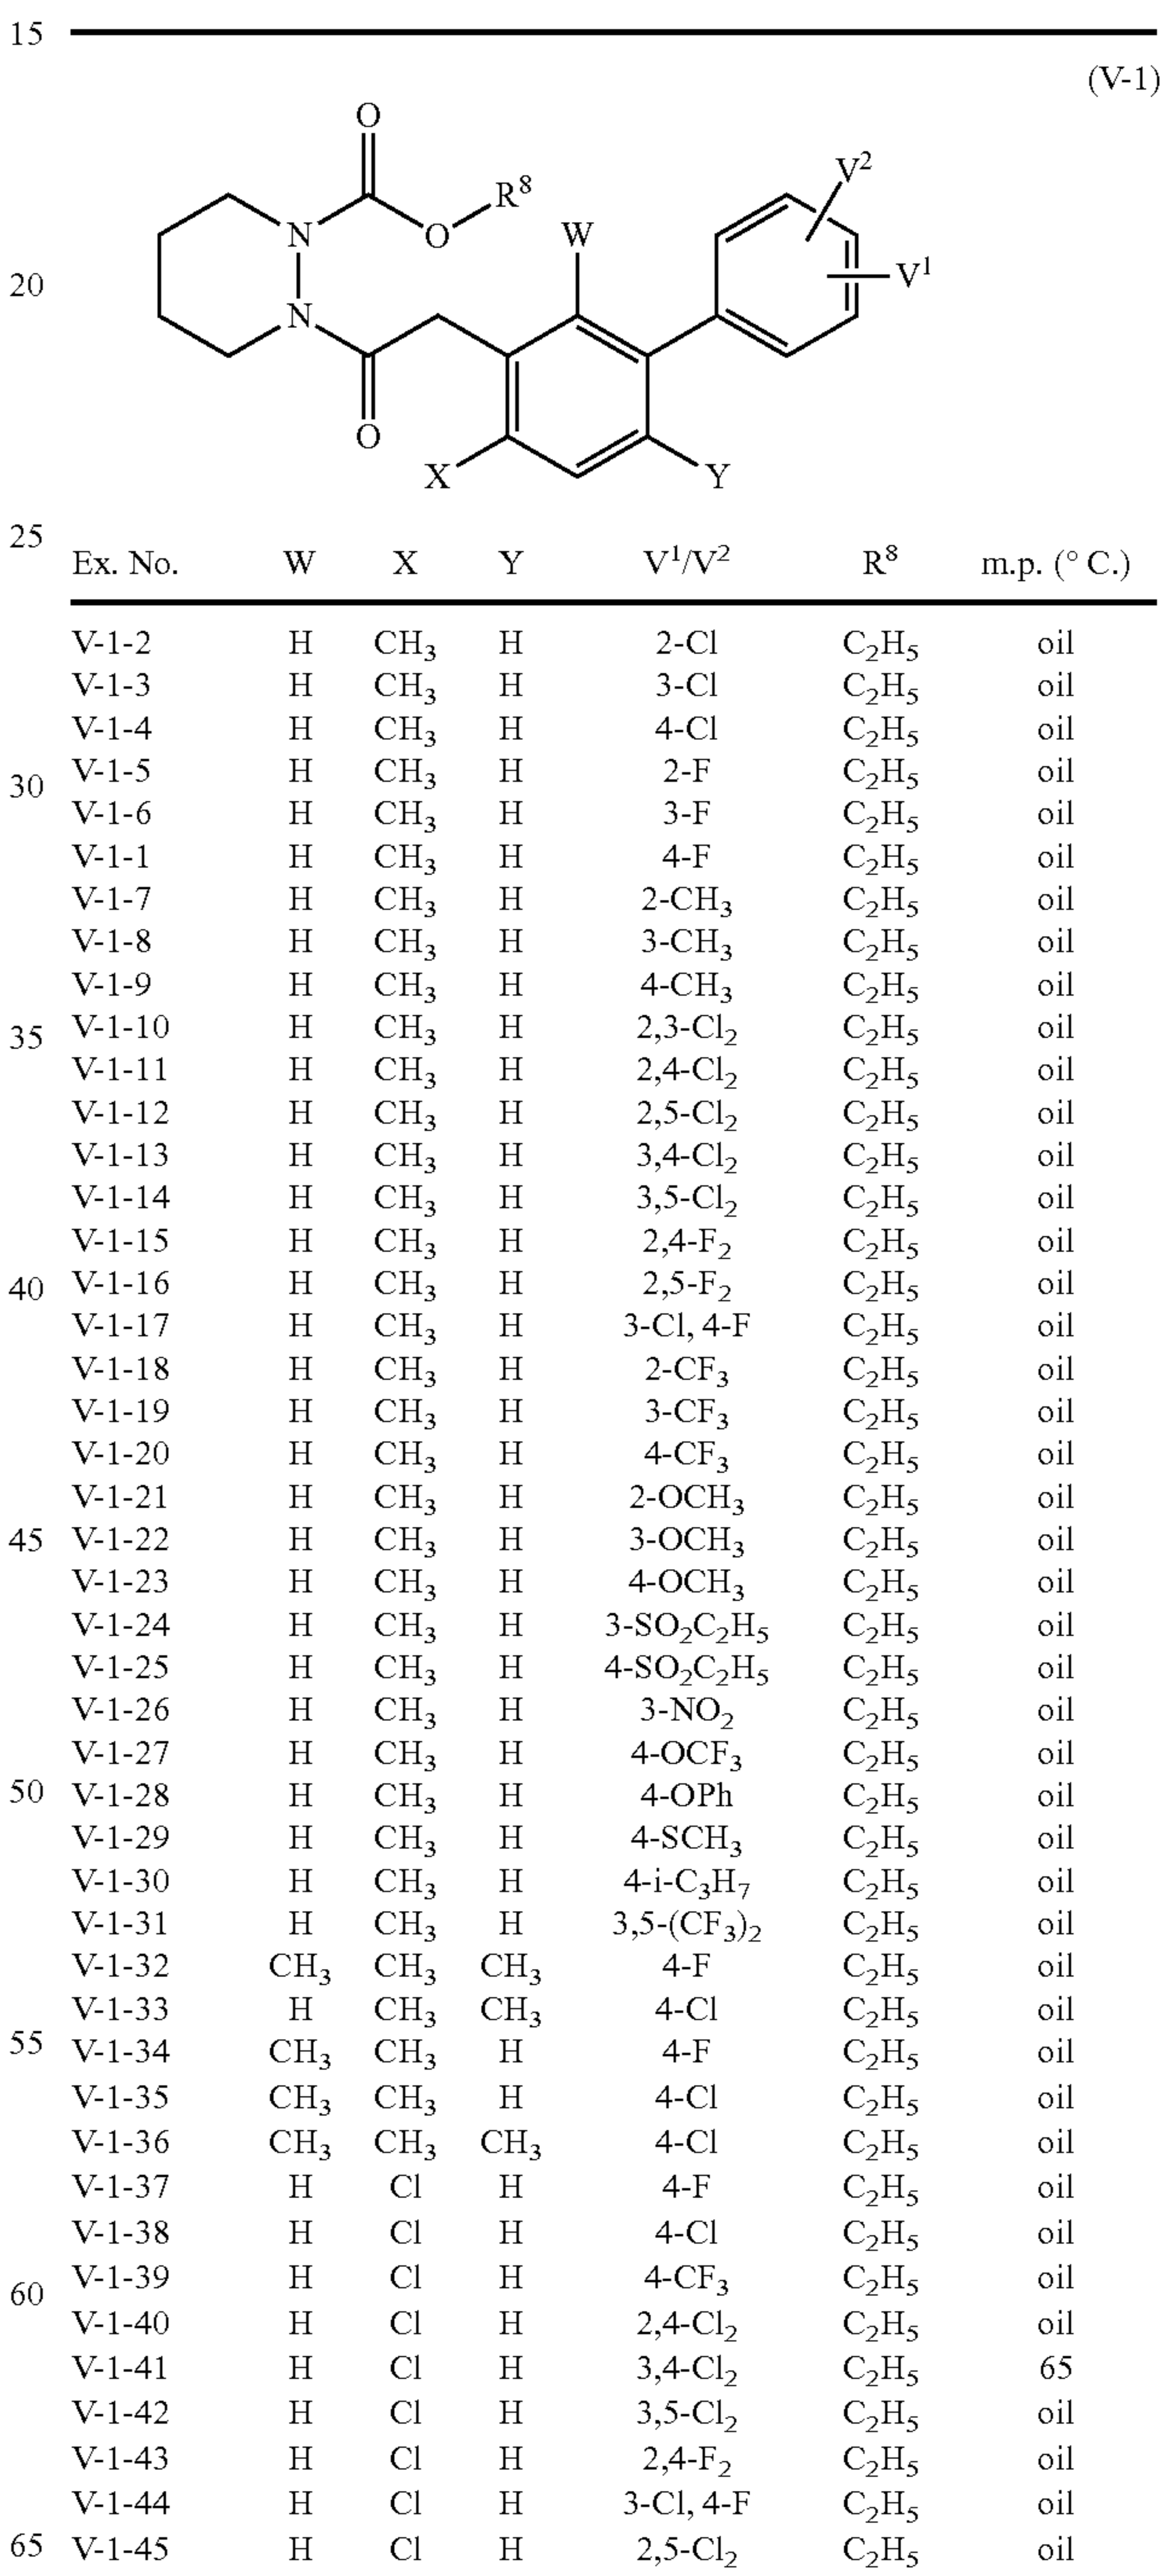 15
(V-1)
O
V²
R⁸
N
O
W
20
V¹
N
O
X
Y
25
Ex. No. W X Y V¹/V² R⁸ m.p. (° C.)
V-1-2 H CH₃ H 2-Cl C₂H₅ oil
V-1-3 H CH₃ H 3-Cl C₂H₅ oil
V-1-4 H CH₃ H 4-Cl C₂H₅ oil
30 V-1-5 H CH₃ H 2-F C₂H₅ oil
V-1-6 H CH₃ H 3-F C₂H₅ oil
V-1-1 H CH₃ H 4-F C₂H₅ oil
V-1-7 H CH₃ H 2-CH₃ C₂H₅ oil
V-1-8 H CH₃ H 3-CH₃ C₂H₅ oil
V-1-9 H CH₃ H 4-CH₃ C₂H₅ oil
35 V-1-10 H CH₃ H 2,3-Cl₂ C₂H₅ oil
V-1-11 H CH₃ H 2,4-Cl₂ C₂H₅ oil
V-1-12 H CH₃ H 2,5-Cl₂ C₂H₅ oil
V-1-13 H CH₃ H 3,4-Cl₂ C₂H₅ oil
V-1-14 H CH₃ H 3,5-Cl₂ C₂H₅ oil
V-1-15 H CH₃ H 2,4-F₂ C₂H₅ oil
40 V-1-16 H CH₃ H 2,5-F₂ C₂H₅ oil
V-1-17 H CH₃ H 3-Cl, 4-F C₂H₅ oil
V-1-18 H CH₃ H 2-CF₃ C₂H₅ oil
V-1-19 H CH₃ H 3-CF₃ C₂H₅ oil
V-1-20 H CH₃ H 4-CF₃ C₂H₅ oil
V-1-21 H CH₃ H 2-OCH₃ C₂H₅ oil
45 V-1-22 H CH₃ H 3-OCH₃ C₂H₅ oil
V-1-23 H CH₃ H 4-OCH₃ C₂H₅ oil
V-1-24 H CH₃ H 3-SO₂C₂H₅ C₂H₅ oil
V-1-25 H CH₃ H 4-SO₂C₂H₅ C₂H₅ oil
V-1-26 H CH₃ H 3-NO₂ C₂H₅ oil
V-1-27 H CH₃ H 4-OCF₃ C₂H₅ oil
50 V-1-28 H CH₃ H 4-OPh C₂H₅ oil
V-1-29 H CH₃ H 4-SCH₃ C₂H₅ oil
V-1-30 H CH₃ H 4-i-C₃H₇ C₂H₅ oil
V-1-31 H CH₃ H 3,5-(CF₃)₂ C₂H₅ oil
V-1-32 CH₃ CH₃ CH₃ 4-F C₂H₅ oil
V-1-33 H CH₃ CH₃ 4-Cl C₂H₅ oil
55 V-1-34 CH₃ CH₃ H 4-F C₂H₅ oil
V-1-35 CH₃ CH₃ H 4-Cl C₂H₅ oil
V-1-36 CH₃ CH₃ CH₃ 4-Cl C₂H₅ oil
V-1-37 H Cl H 4-F C₂H₅ oil
V-1-38 H Cl H 4-Cl C₂H₅ oil
60 V-1-39 H Cl H 4-CF₃ C₂H₅ oil
V-1-40 H Cl H 2,4-Cl₂ C₂H₅ oil
V-1-41 H Cl H 3,4-Cl₂ C₂H₅ 65
V-1-42 H Cl H 3,5-Cl₂ C₂H₅ oil
V-1-43 H Cl H 2,4-F₂ C₂H₅ oil
V-1-44 H Cl H 3-Cl, 4-F C₂H₅ oil
65 V-1-45 H Cl H 2,5-Cl₂ C₂H₅ oil